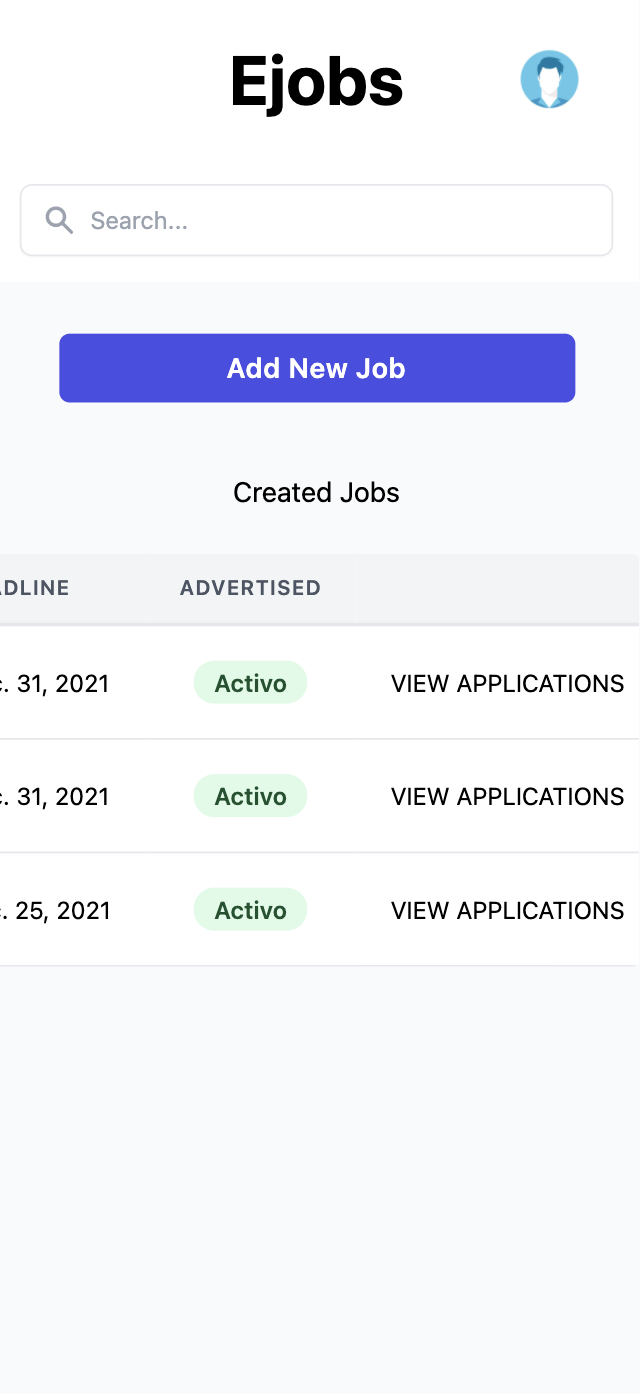 Ejobs
Search...
Add New Job
Created Jobs
ADLINE ADVERTISED
. 31, 2021 Activo VIEW APPLICATIONS
. 31, 2021 Activo VIEW APPLICATIONS
. 25, 2021 Activo VIEW APPLICATIONS